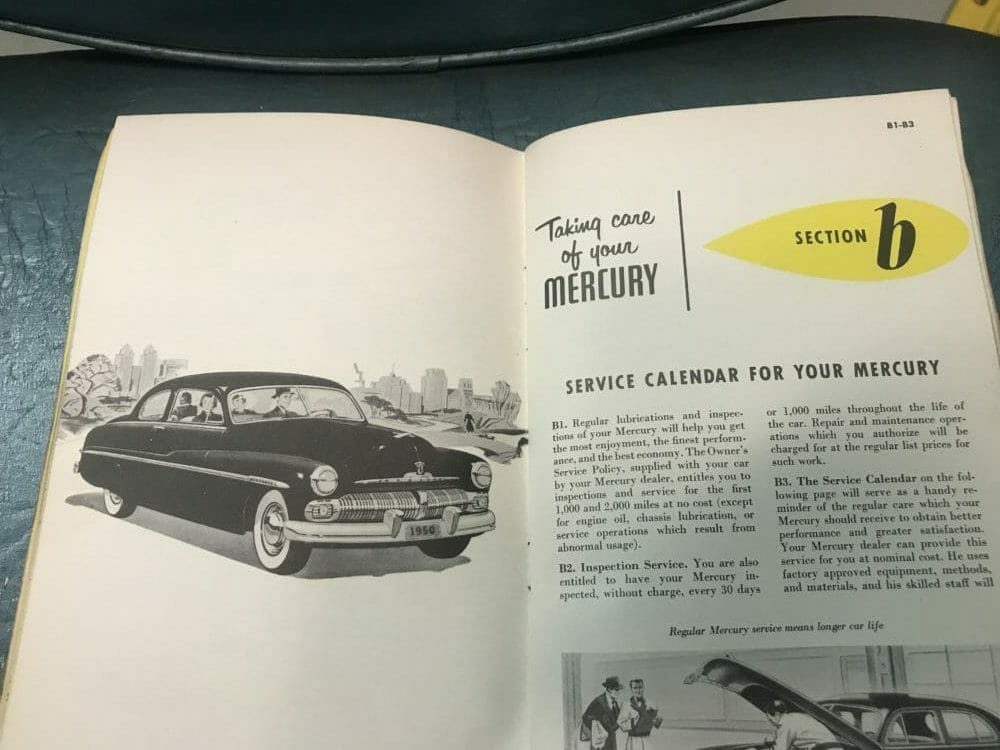 B1-B3
Taking care
of your
MERCURY
SECTION b
1950
SERVICE CALENDAR FOR YOUR MERCURY
B1. Regular lubrications and inspec-
tions of your Mercury will help you get
the most enjoyment, the finest perform-
ance, and the best economy. The Owner's
Service Policy, supplied with your car
by your Mercury dealer, entitles you to
inspections and service for the first
1,000 and 2,000 miles at no cost (except
for engine oil, chassis lubrication, or
service operations which result from
abnormal usage).
B2. Inspection Service. You are also
entitled to have your Mercury in-
spected, without charge, every 30 days
or 1,000 miles throughout the life of
the car. Repair and maintenance oper-
ations which you authorize will be
charged for at the regular list prices for
such work.
B3. The Service Calendar on the fol-
lowing page will serve as a handy re-
minder of the regular care which your
Mercury should receive to obtain better
performance and greater satisfaction.
Your Mercury dealer can provide this
service for you at nominal cost. He uses
factory approved equipment, methods,
and materials, and his skilled staff will
Regular Mercury service means longer car life